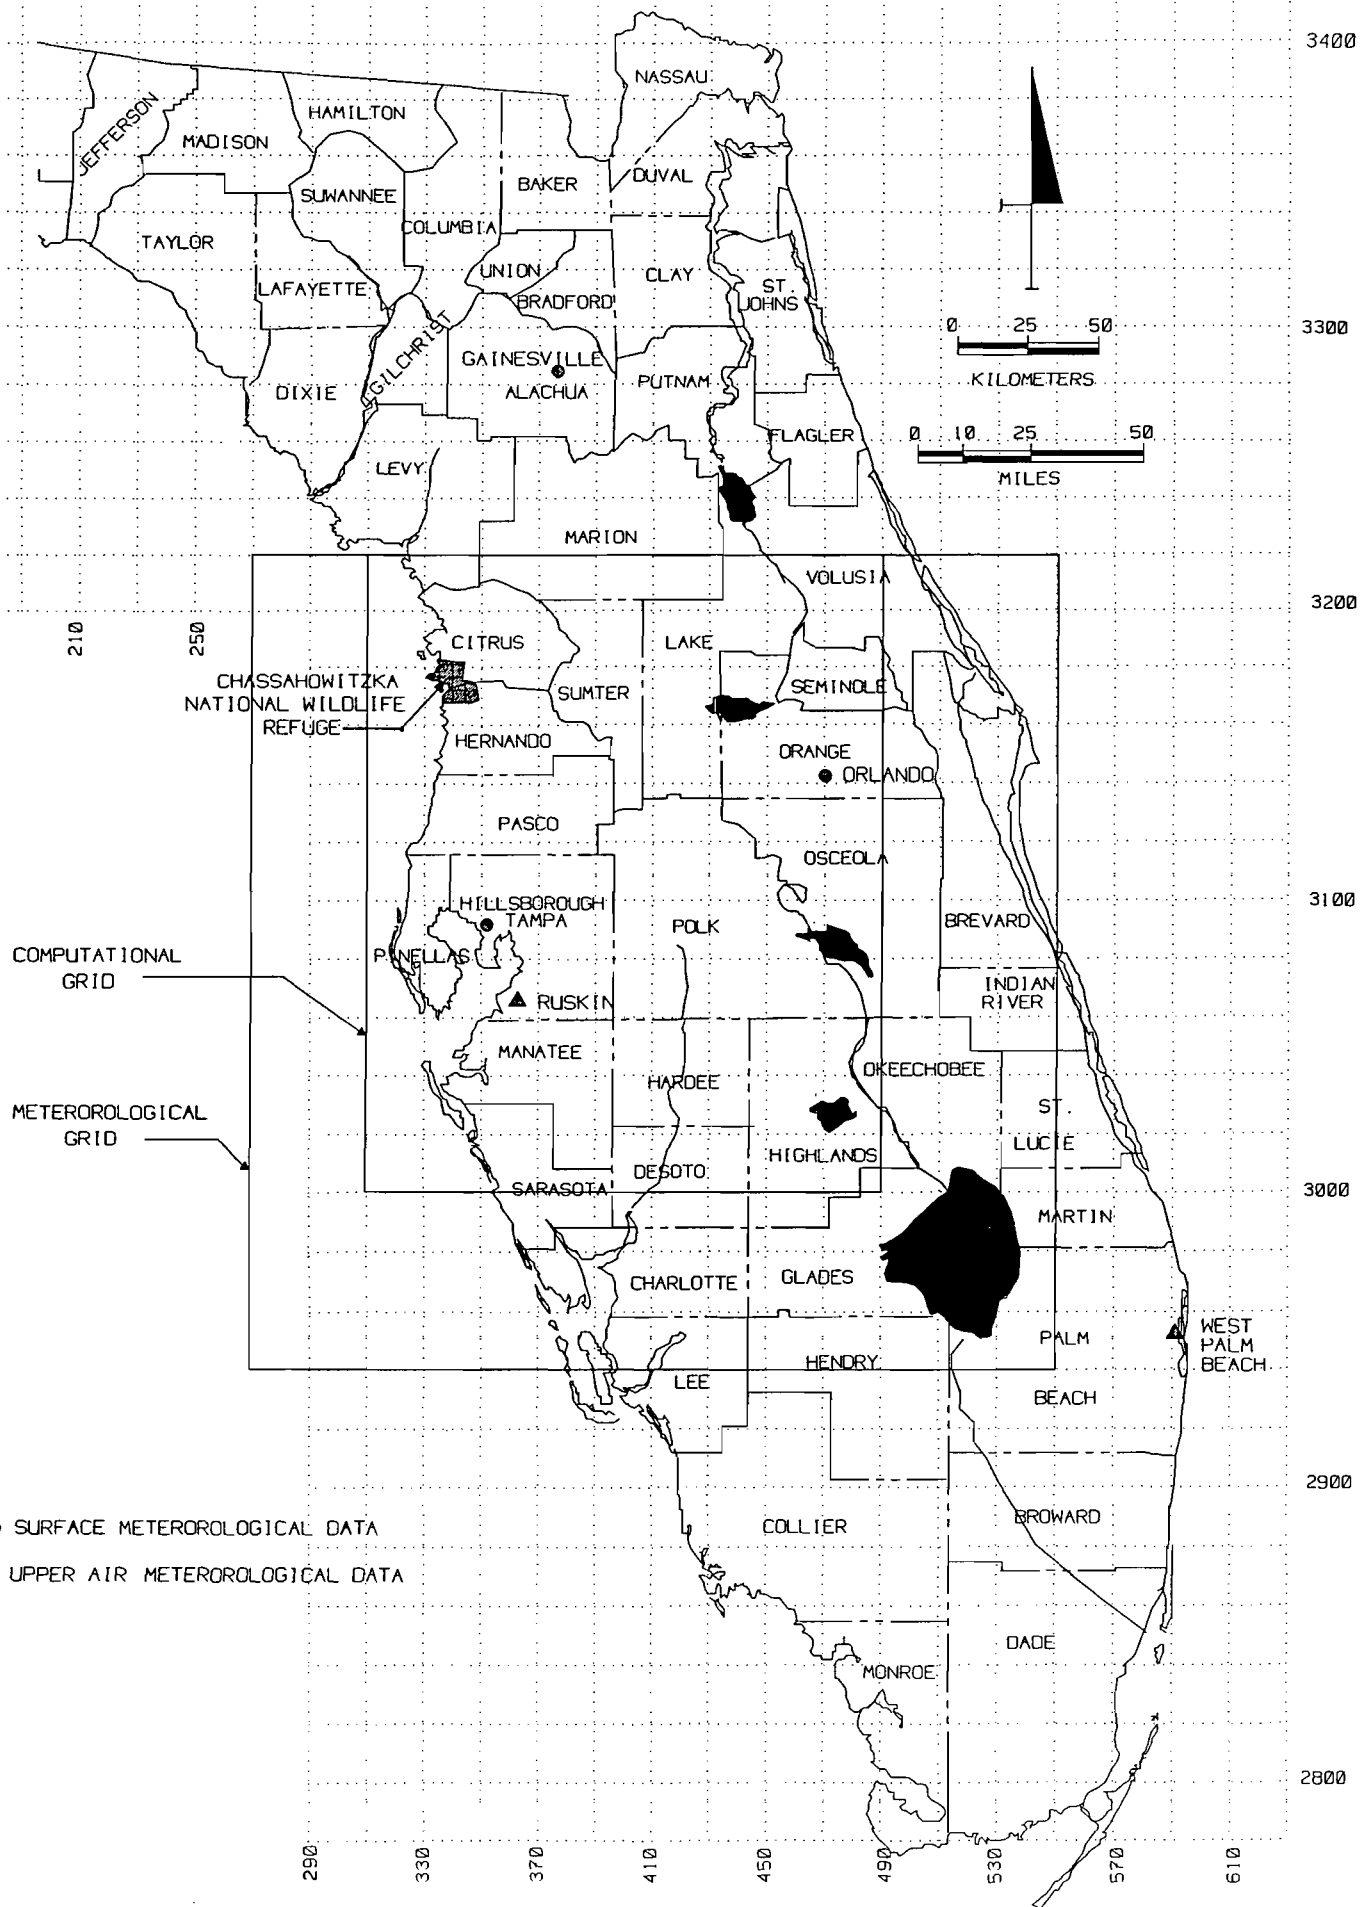 3400
NASSAU
JEFFERSON
HAMILTON
MADISON
DUVAL
BAKER
SUWANNEE
COLUMBIA
TAYLOR
UNION
CLAY
ST.
JOHNS
LAFAYETTE
BRADFORD
0 25 50
3300
KILOMETERS
GILCHRIST
GAINESVILLE
ALACHUA
PUTNAM
DIXIE
FLAGLER
0 10 25 50
MILES
LEVY
MARION
VOLUSIA
3200
210
250
CITRUS
LAKE
CHASSAHOWITZKA
NATIONAL WILDLIFE
REFUGE
SUMTER
SEMINOLE
HERNANDO
ORANGE
ORLANDO
PASCO
OSCEOLA
HILLSBOROUGH
TAMPA
3100
POLK
BREVARD
PINELLAS
COMPUTATIONAL
GRID
INDIAN
RIVER
RUSKIN
MANATEE
HARDEE
OKEECHOBEE
METEROROLOGICAL
GRID
ST.
LUCIE
HIGHLANDS
DESOTO
SARASOTA
3000
MARTIN
CHARLOTTE
GLADES
PALM
BEACH
WEST
PALM
BEACH
HENDRY
LEE
2900
SURFACE METEROROLOGICAL DATA
COLLIER
BROWARD
UPPER AIR METEROROLOGICAL DATA
DADE
MONROE
2800
290
330
370
410
450
490
530
570
610